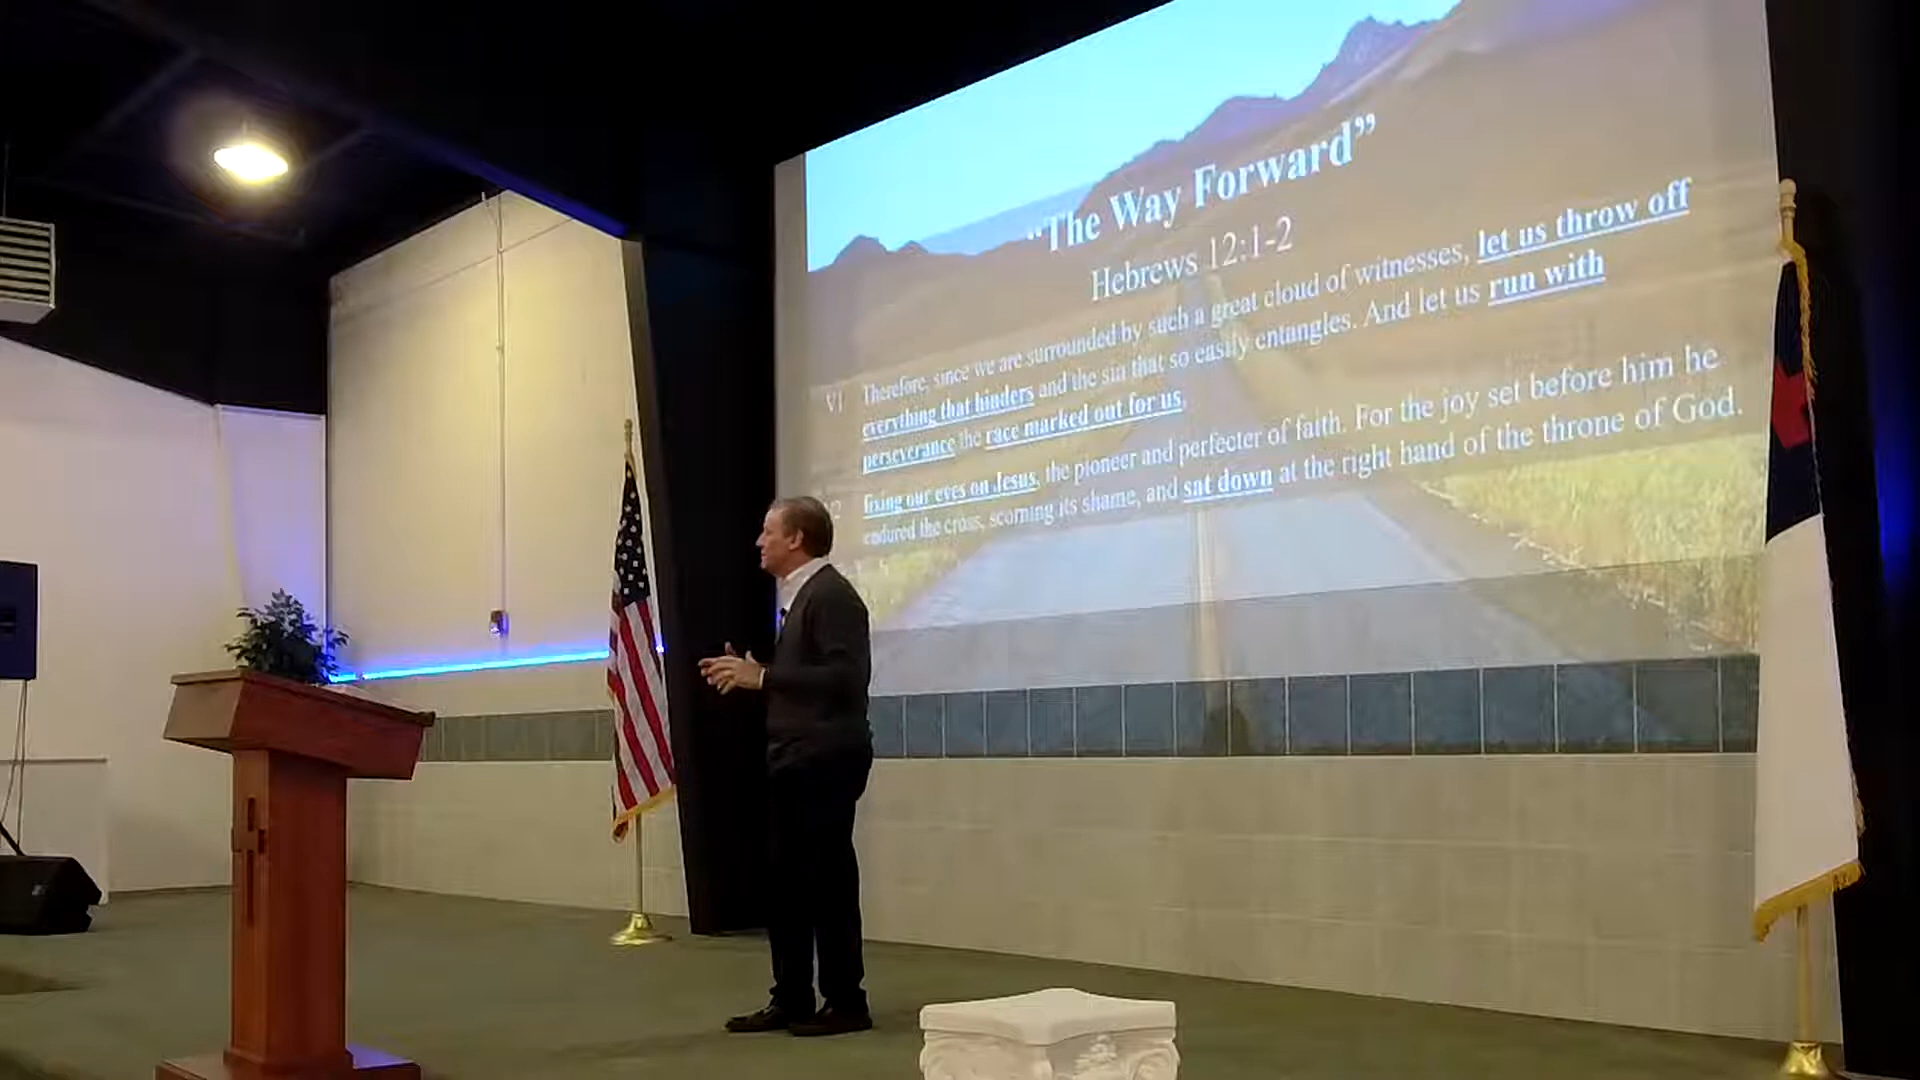 “The Way Forward”
Hebrews 12:1-2
V1 Therefore, since we are surrounded by such a great cloud of witnesses, let us throw off
everything that hinders and the sin that so easily entangles. And let us run with
perseverance the race marked out for us,
V2 fixing our eyes on Jesus, the pioneer and perfecter of faith. For the joy set before him he
endured the cross, scorning its shame, and sat down at the right hand of the throne of God.